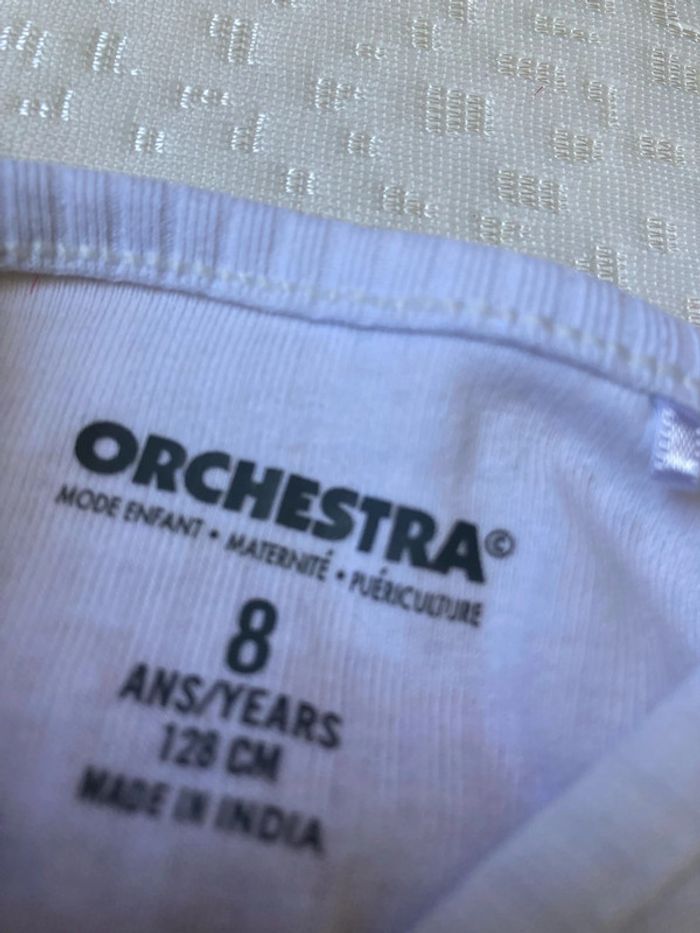 ORCHESTRA©
MODE ENFANT • MATERNITÉ • PUÉRICULTURE
8
ANS/YEARS
128 CM
MADE IN INDIA